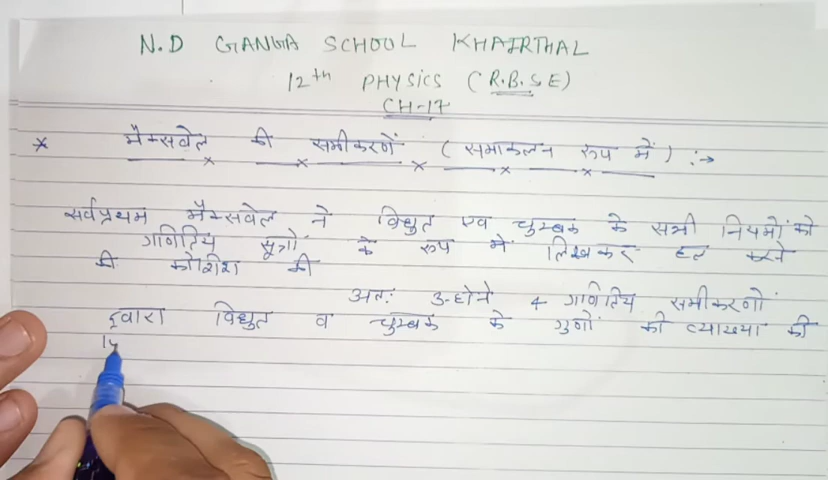 N.D GANGA SCHOOL KHAIRTHAL
12th PHYSICS (R.B.S.E)
CH-17
* मैक्सवेल की समीकरणें (समाकलन रूप में) :→
सर्वप्रथम मैक्सवेल ने विधुत एवं चुम्बक के सभी नियमों को
गणितिय सूत्रों के रूप में लिखकर हल करने
की कोशिश की
अतः उन्होने 4 गणितिय समीकरणों
द्वारा विधुत व चुम्बक के गुणों की व्याख्या की